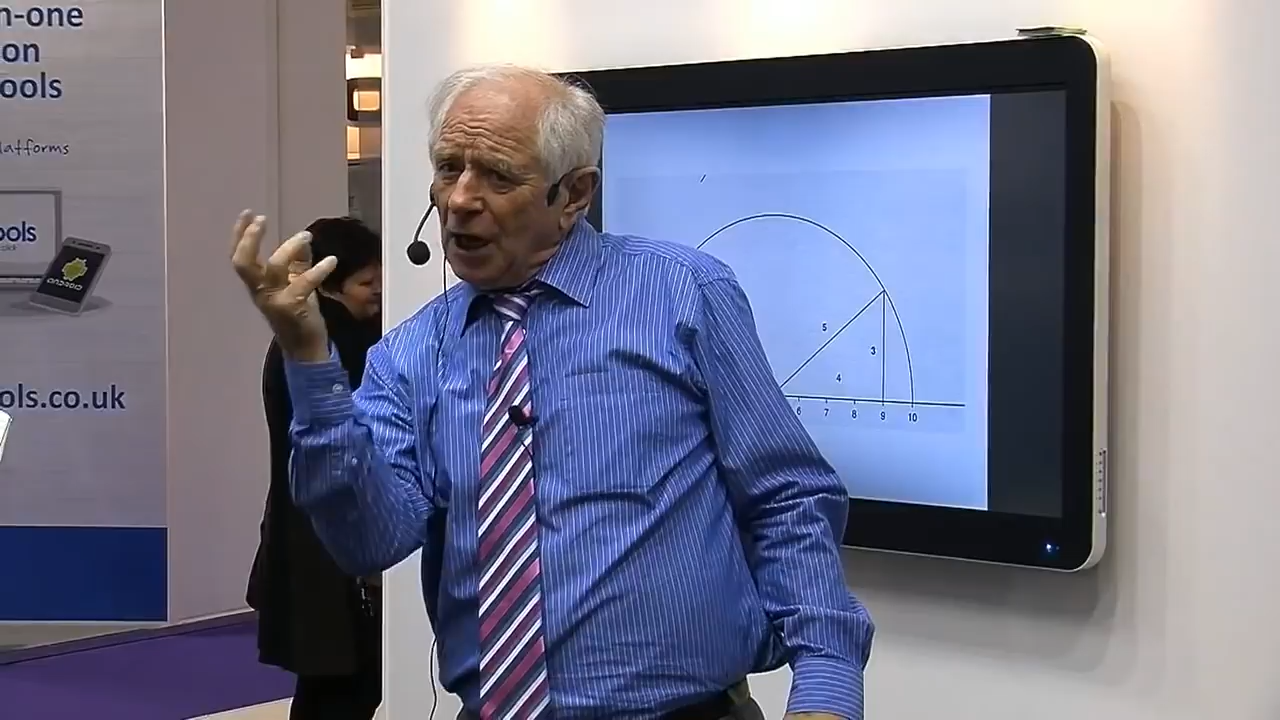 n-one
on
ools
latforms
ools
ANDROID
ols.co.uk
5
3
4
6 7 8 9 10